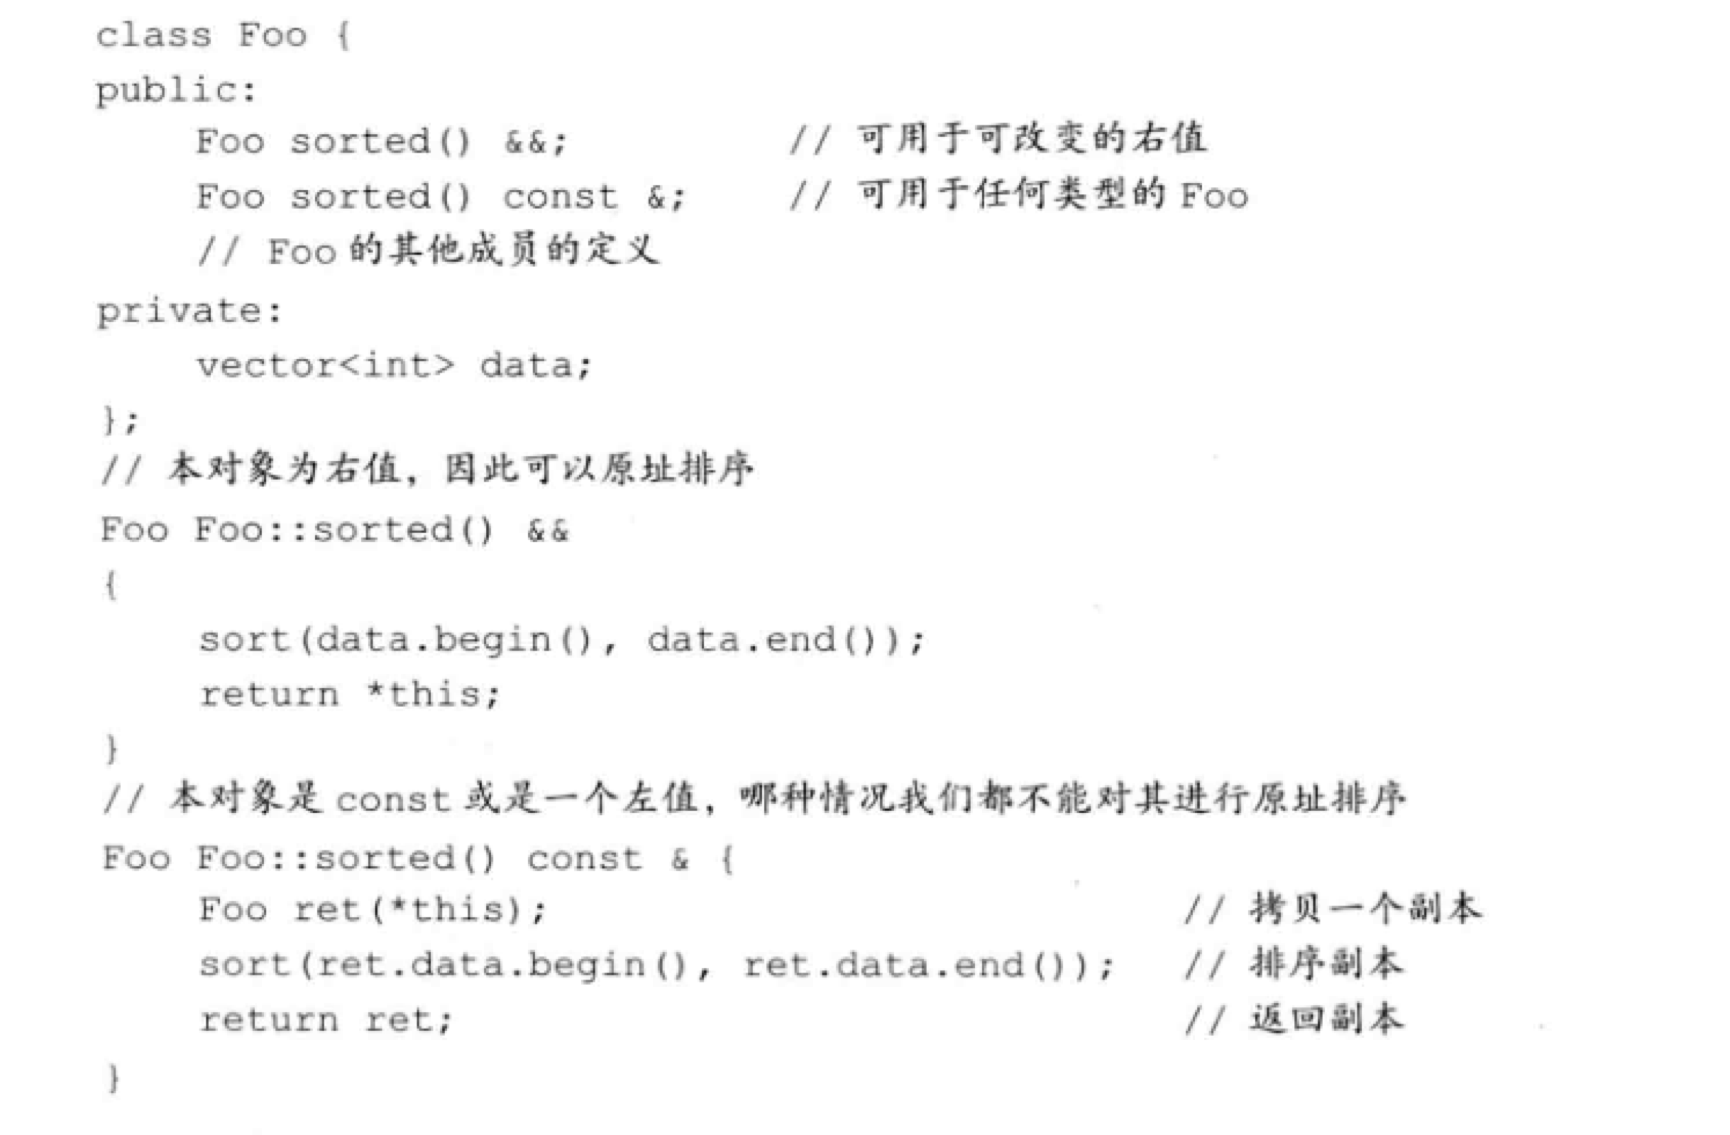 class Foo {
public:
    Foo sorted() &&;         // 可用于可改变的右值
    Foo sorted() const &;    // 可用于任何类型的 Foo
    // Foo 的其他成员的定义
private:
    vector<int> data;
};
// 本对象为右值，因此可以原址排序
Foo Foo::sorted() &&
{
    sort(data.begin(), data.end());
    return *this;
}
// 本对象是 const 或是一个左值，哪种情况我们都不能对其进行原址排序
Foo Foo::sorted() const & {
    Foo ret(*this);                         // 拷贝一个副本
    sort(ret.data.begin(), ret.data.end());   // 排序副本
    return ret;                             // 返回副本
}